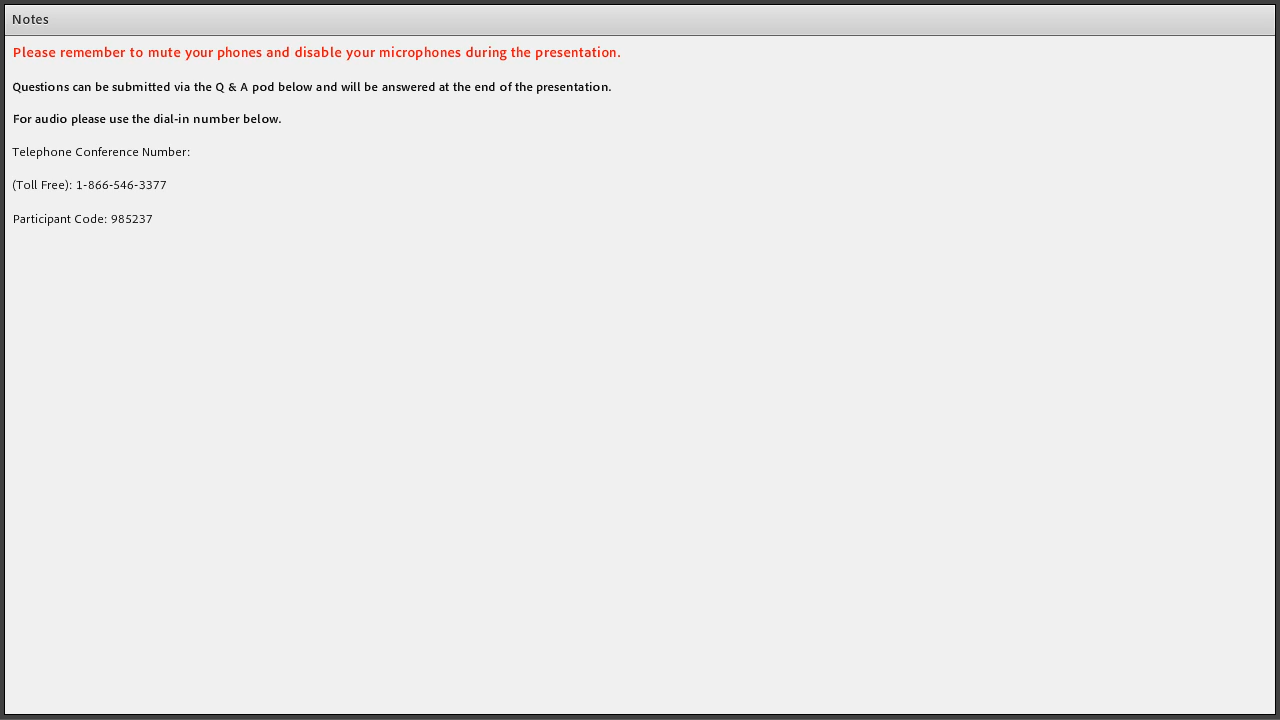 Notes
Please remember to mute your phones and disable your microphones during the presentation.
Questions can be submitted via the Q & A pod below and will be answered at the end of the presentation.
For audio please use the dial-in number below.
Telephone Conference Number:
(Toll Free): 1-866-546-3377
Participant Code: 985237